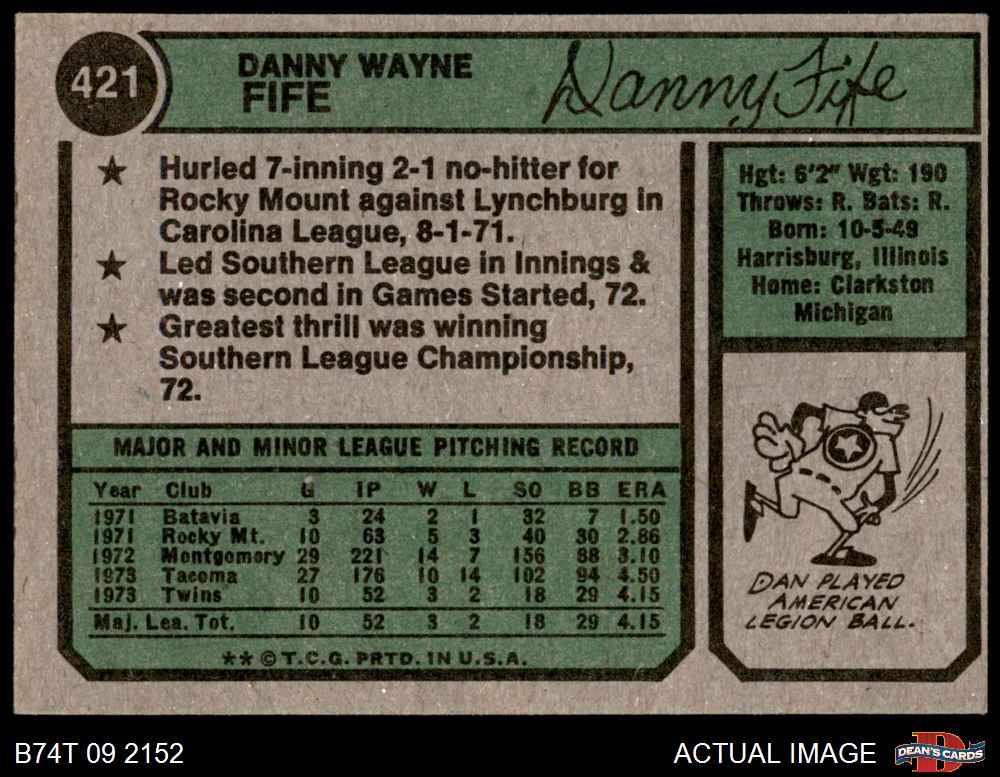 421
DANNY WAYNE
FIFE
Danny Fife
★ Hurled 7-inning 2-1 no-hitter for
Rocky Mount against Lynchburg in
Carolina League, 8-1-71.
★ Led Southern League in Innings &
was second in Games Started, 72.
★ Greatest thrill was winning
Southern League Championship,
72.
Hgt: 6'2" Wgt: 190
Throws: R. Bats: R.
Born: 10-5-49
Harrisburg, Illinois
Home: Clarkston
Michigan
MAJOR AND MINOR LEAGUE PITCHING RECORD
Year Club G IP W L SO BB ERA
1971 Batavia 3 24 2 1 32 7 1.50
1971 Rocky Mt. 10 63 5 3 40 30 2.86
1972 Montgomery 29 221 14 7 156 88 3.10
1973 Tacoma 27 176 10 14 102 94 4.50
1973 Twins 10 52 3 2 18 29 4.15
Maj. Lea. Tot. 10 52 3 2 18 29 4.15
** © T.C.G. PRTD. IN U.S.A.
DAN PLAYED
AMERICAN
LEGION BALL.
B74T 09 2152
ACTUAL IMAGE
D
DEAN'S CARDS